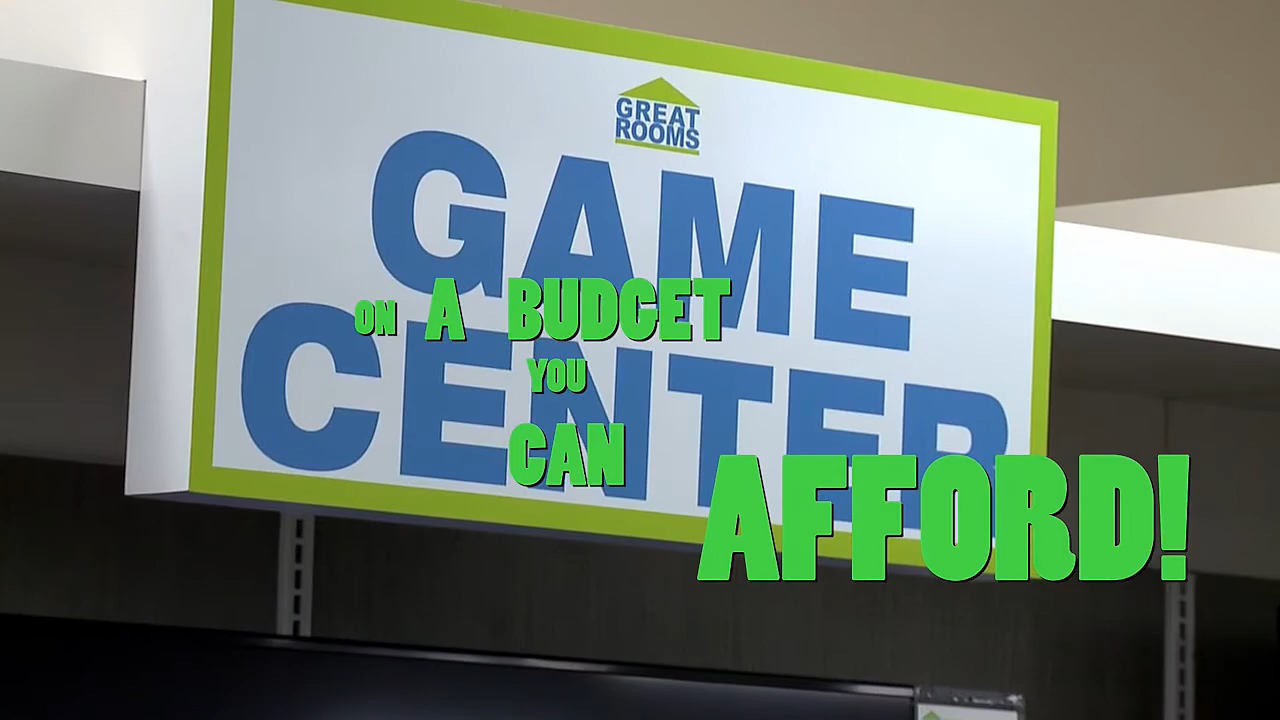 GREAT
ROOMS
GAME
CENTER
ON A BUDGET
YOU
CAN
AFFORD!